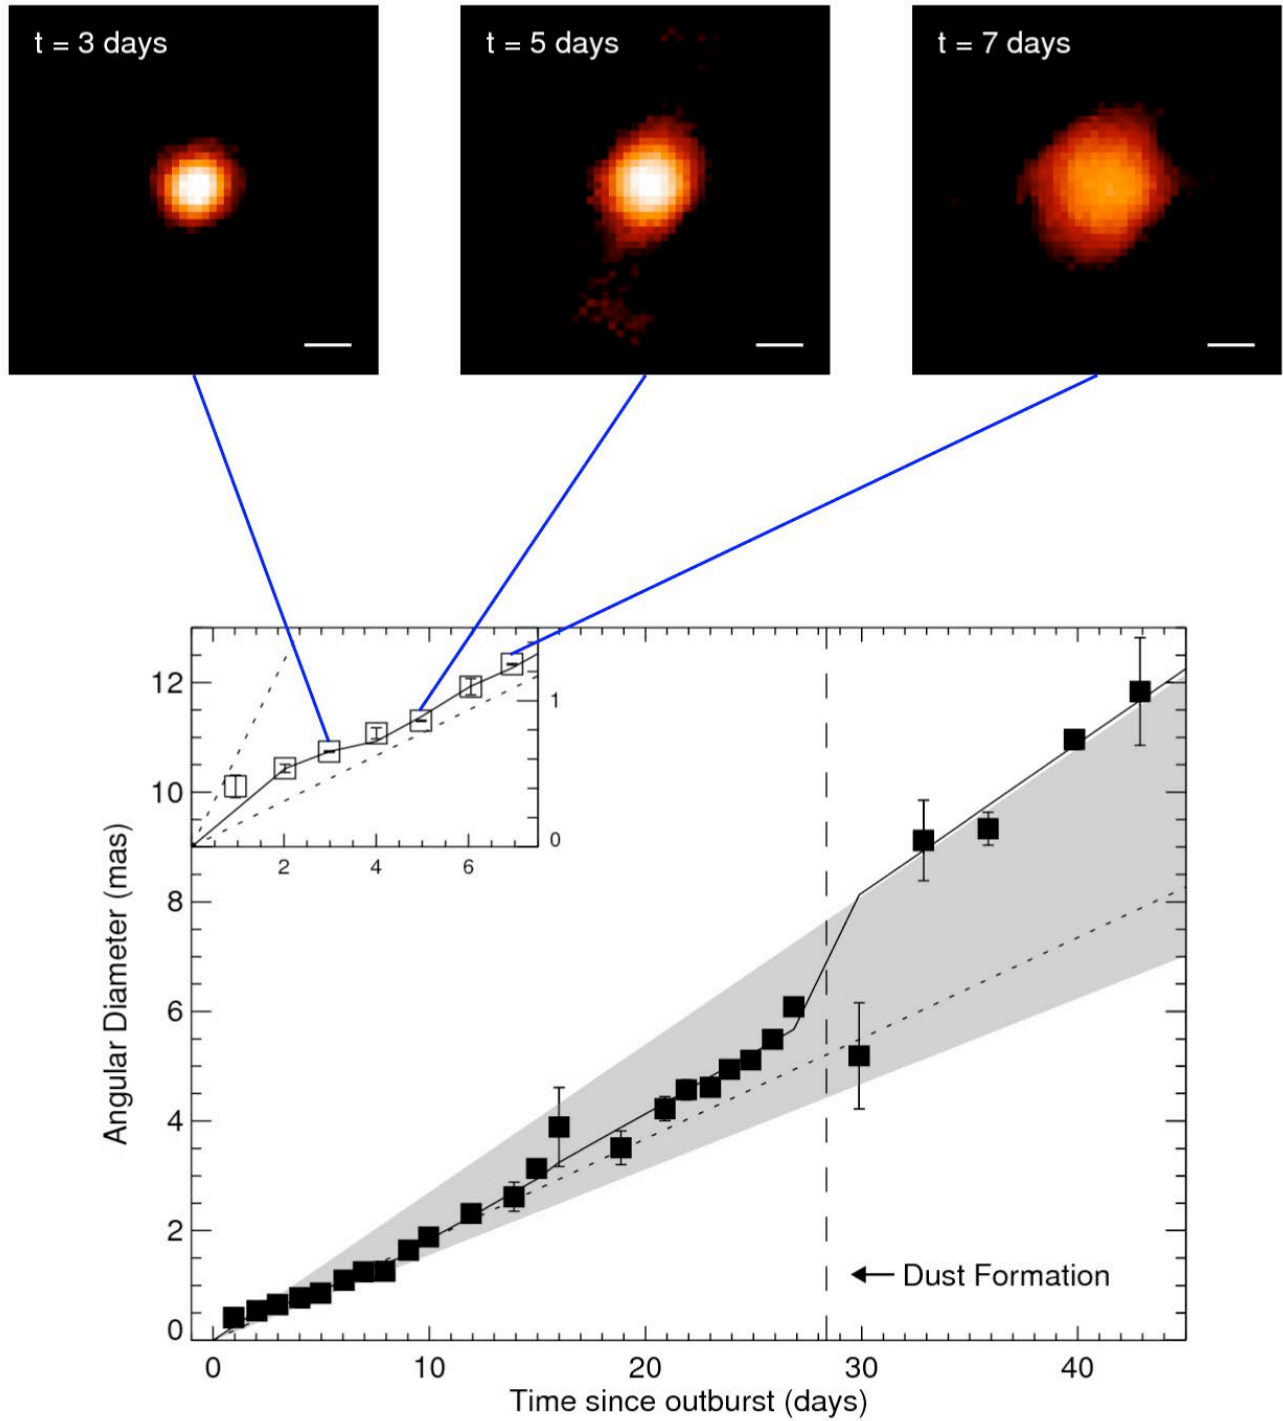 t = 3 days
t = 5 days
t = 7 days
12
10
8
6
4
2
0
1
0
2 4 6
Angular Diameter (mas)
Dust Formation
0 10 20 30 40
Time since outburst (days)